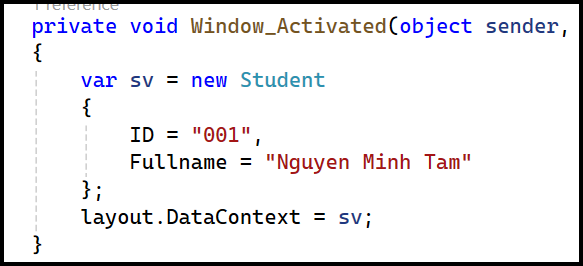 1 reference
private void Window_Activated(object sender,
{
    var sv = new Student
    {
        ID = "001",
        Fullname = "Nguyen Minh Tam"
    };
    layout.DataContext = sv;
}